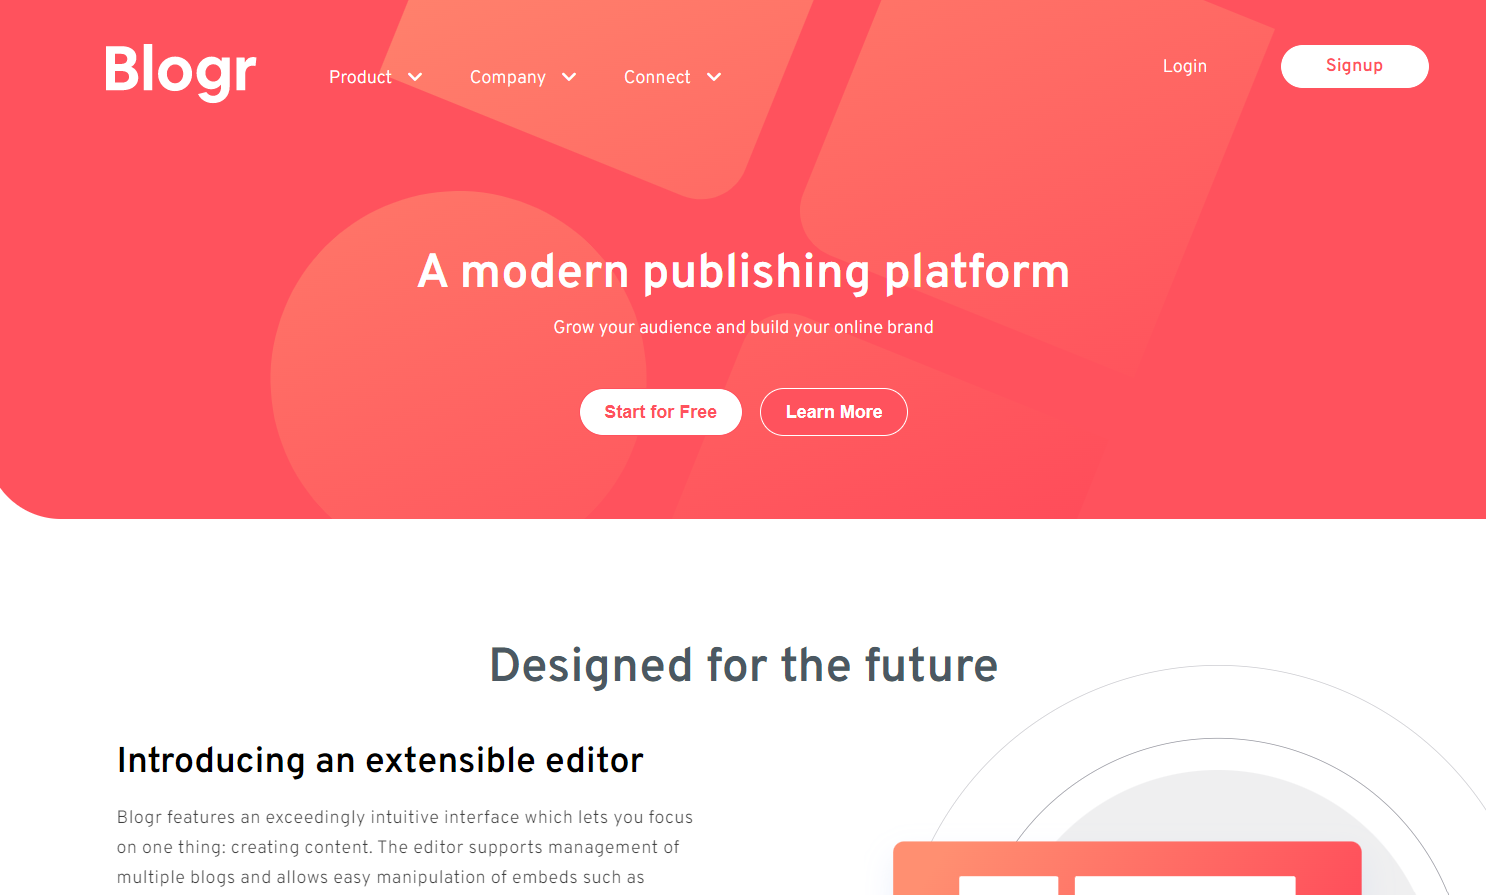 Blogr
Product
Company
Connect
Login
Signup
A modern publishing platform
Grow your audience and build your online brand
Start for Free
Learn More
Designed for the future
Introducing an extensible editor
Blogr features an exceedingly intuitive interface which lets you focus
on one thing: creating content. The editor supports management of
multiple blogs and allows easy manipulation of embeds such as